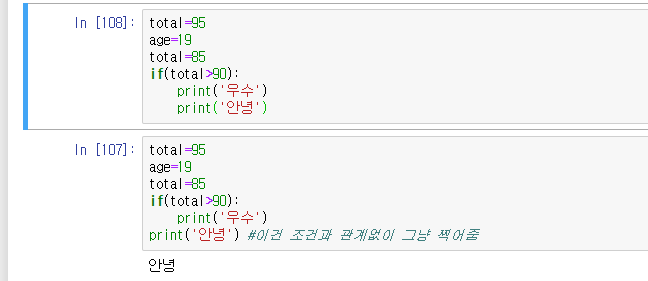 In [108]:
total=95
age=19
total=85
if(total>90):
    print('우수')
    print('안녕')
In [107]:
total=95
age=19
total=85
if(total>90):
    print('우수')
print('안녕') #이건 조건과 관계없이 그냥 찍어줌
안녕